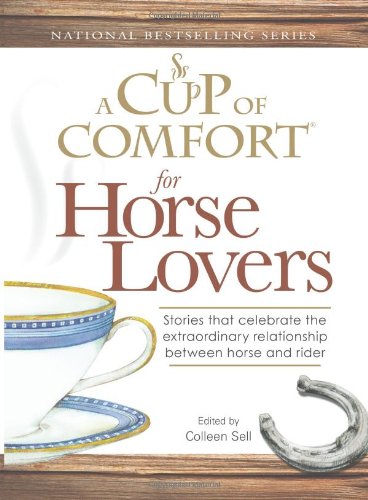 NATIONAL BESTSELLING SERIES
A CUP OF
COMFORT®
for
Horse
Lovers
Stories that celebrate the
extraordinary relationship
between horse and rider
Edited by
Colleen Sell